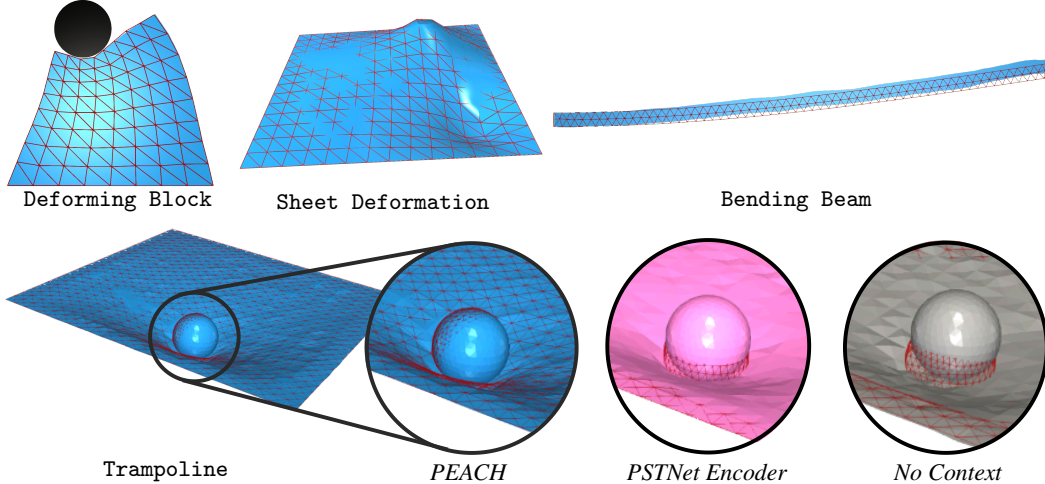 Deforming Block
Sheet Deformation
Bending Beam
Trampoline
PEACH
PSTNet Encoder
No Context